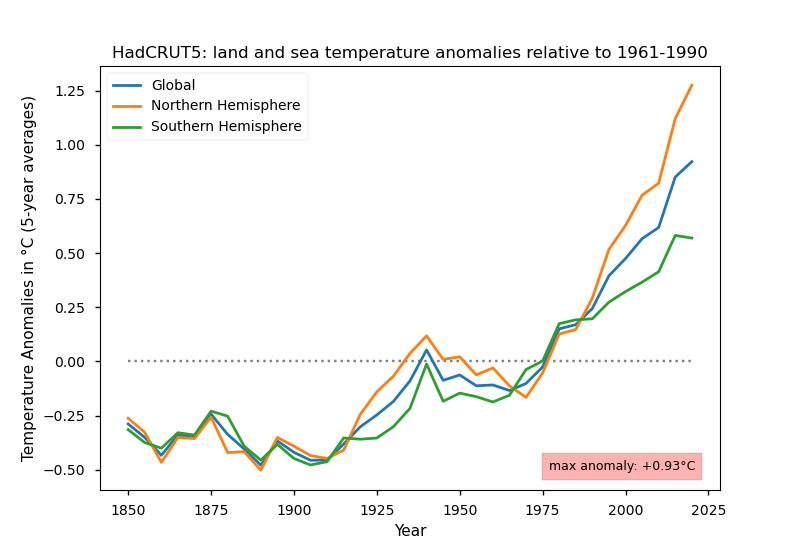 HadCRUT5: land and sea temperature anomalies relative to 1961-1990
Global
Northern Hemisphere
Southern Hemisphere
Temperature Anomalies in °C (5-year averages)
1.25
1.00
0.75
0.50
0.25
0.00
−0.25
−0.50
max anomaly: +0.93°C
1850
1875
1900
1925
1950
1975
2000
2025
Year